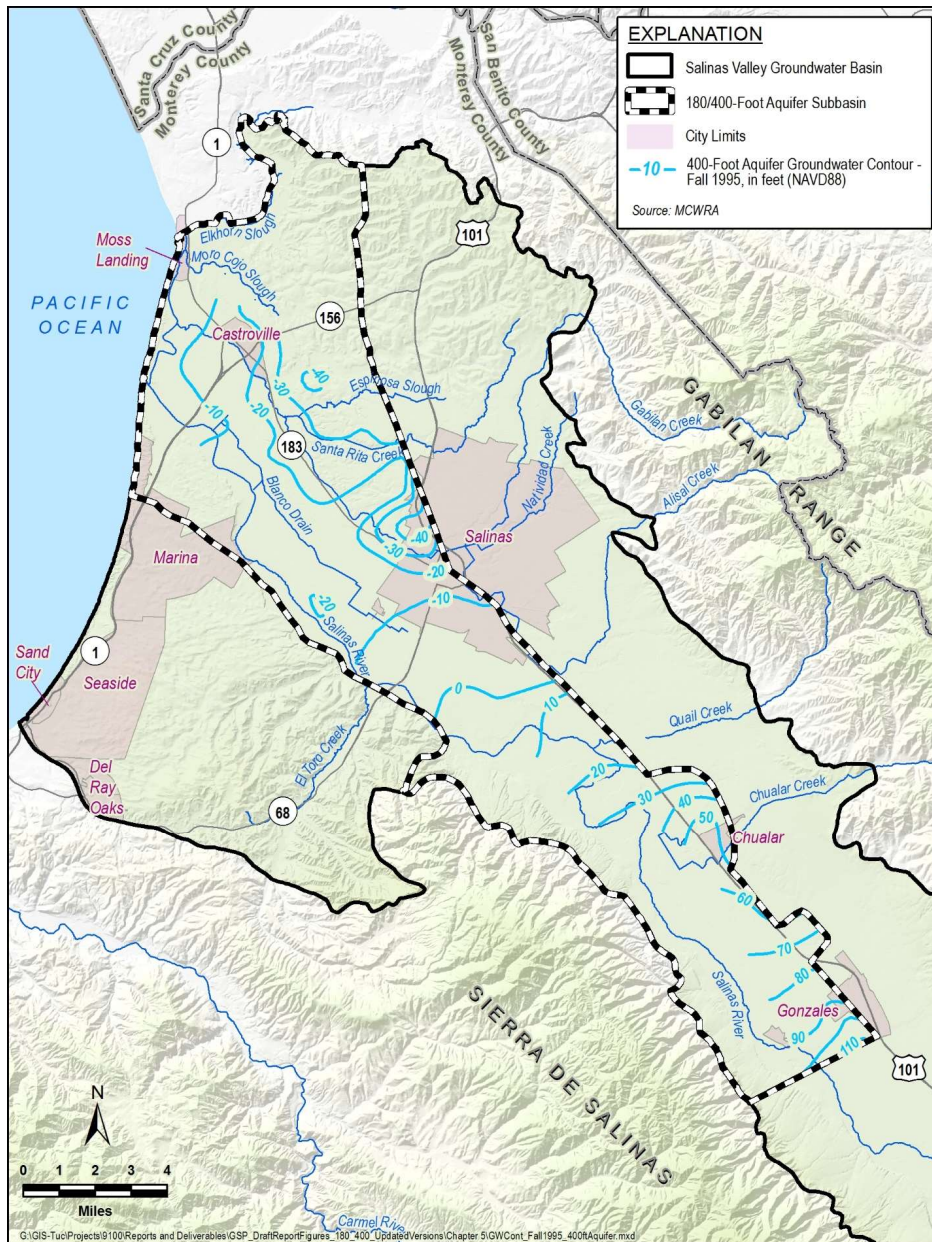 EXPLANATION
Salinas Valley Groundwater Basin
180/400-Foot Aquifer Subbasin
City Limits
-10
400-Foot Aquifer Groundwater Contour -
Fall 1995, in feet (NAVD88)
Source: MCWRA
Santa Cruz County
Monterey County
San Benito County
Monterey County
1
101
Elkhorn Slough
Moss
Landing
Moro Cojo Slough
PACIFIC
OCEAN
156
Castroville
-40
-30
Espinosa Slough
-20
-10
GABILAN
RANGE
Gabilan Creek
183
Santa Rita Creek
Natividad Creek
Alisal Creek
Blanco Drain
-40
Salinas
-30
-20
Marina
-10
-20
Salinas River
Sand
City
1
Seaside
0
10
Quail Creek
El Toro Creek
Del
Ray
Oaks
20
30
40
50
Chualar Creek
68
Chualar
60
70
80
Salinas
River
Gonzales
90
110
101
SIERRA DE SALINAS
N
0 1 2 3 4
Miles
Carmel River
G:\GIS-Tuc\Projects\9100\Reports and Deliverables\GSP_DraftReportFigures_180_400_UpdatedVersions\Chapter 5\GWCont_Fall1995_400ftAquifer.mxd